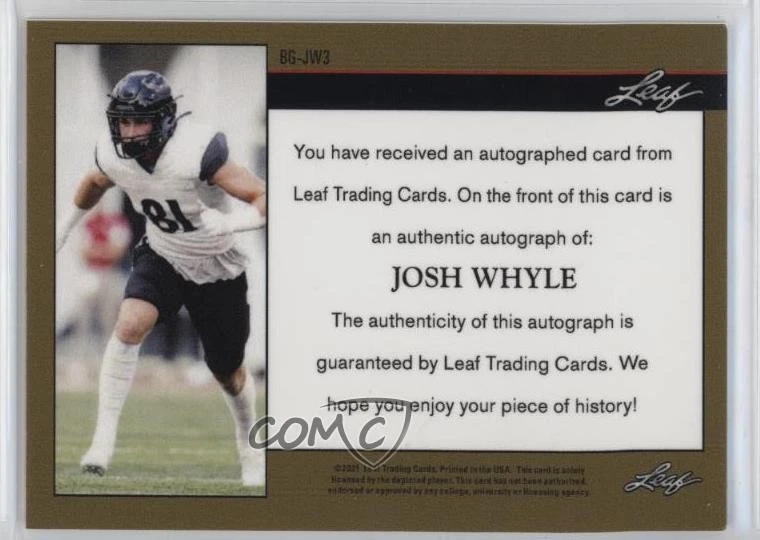 BG-JW3
Leaf
You have received an autographed card from
Leaf Trading Cards. On the front of this card is
an authentic autograph of:
JOSH WHYLE
The authenticity of this autograph is
guaranteed by Leaf Trading Cards. We
hope you enjoy your piece of history!
81
COMC
©2021 Leaf Trading Cards. Printed in the USA. This card is solely
licensed by the depicted player. This card has not been authorized,
endorsed or approved by any college, university or licensing agency.
Leaf